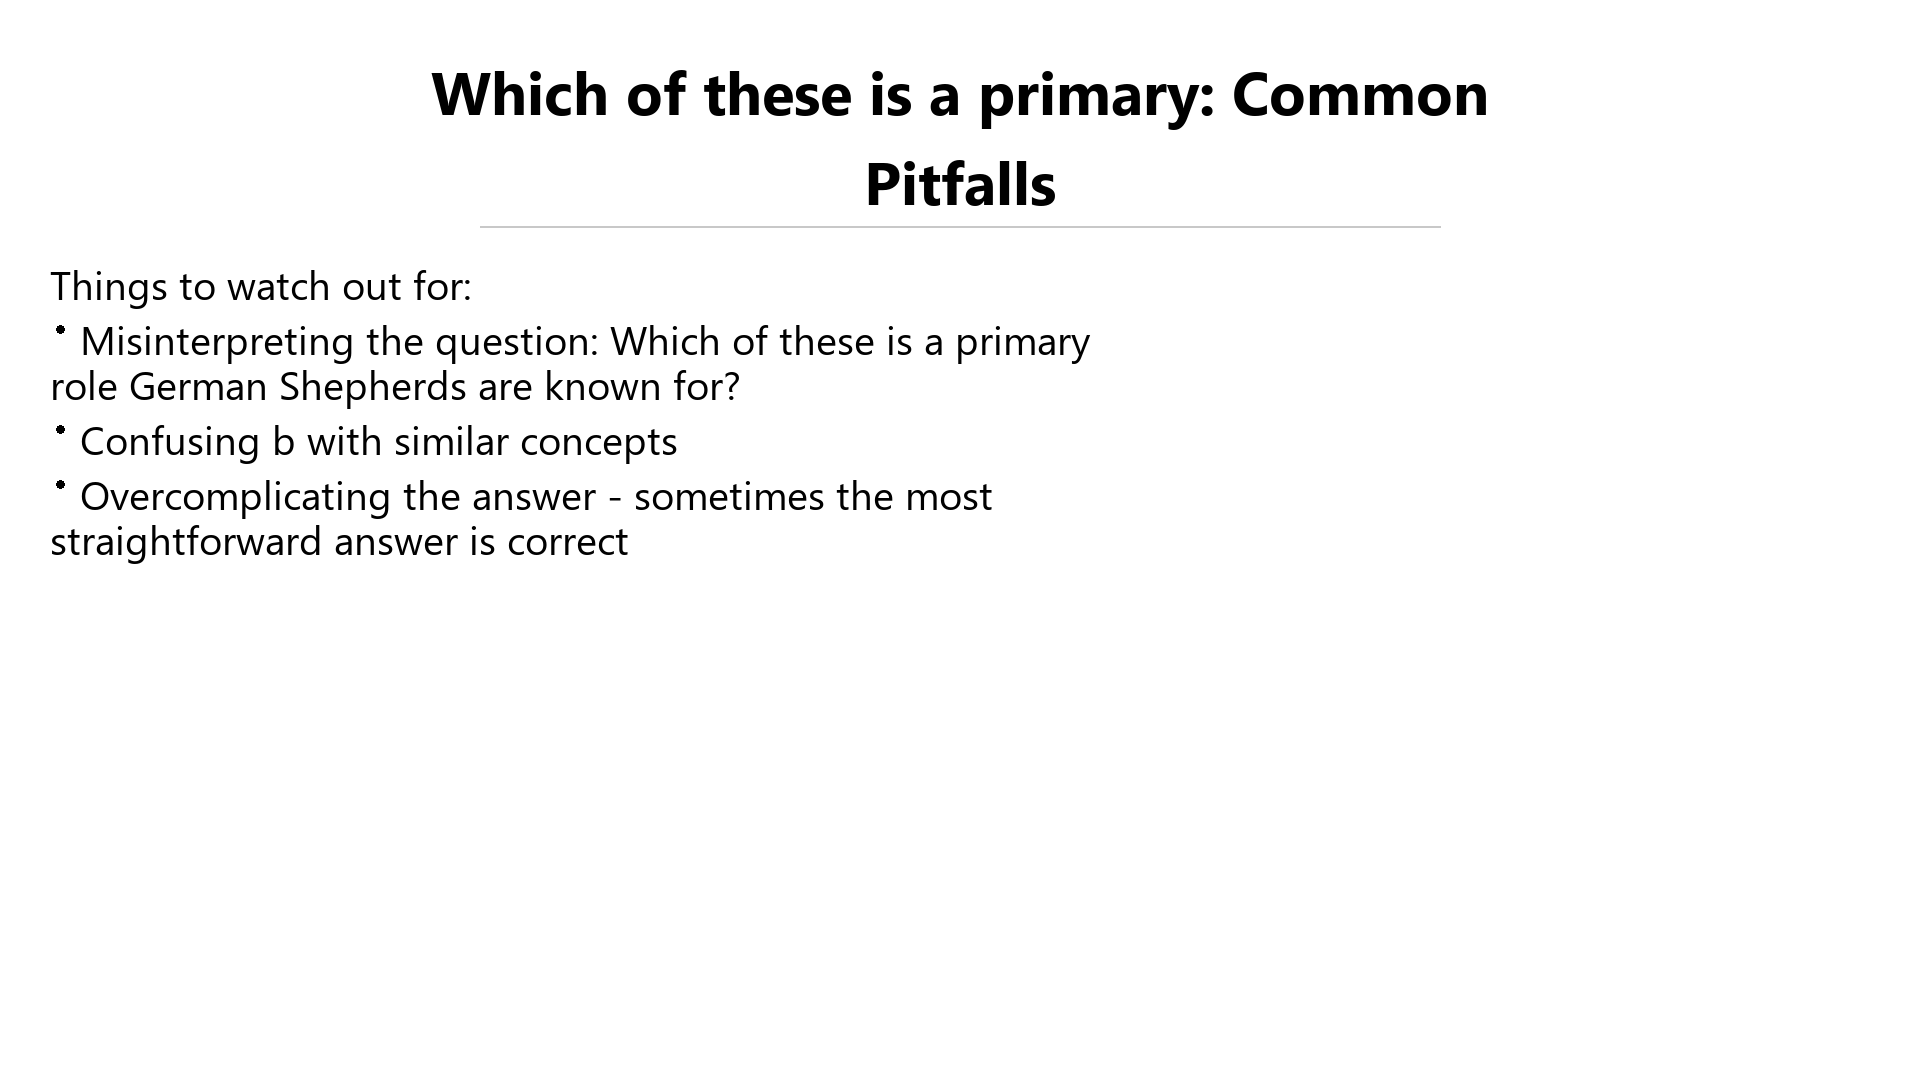 Which of these is a primary: Common
Pitfalls
Things to watch out for:
• Misinterpreting the question: Which of these is a primary
role German Shepherds are known for?
• Confusing b with similar concepts
• Overcomplicating the answer - sometimes the most
straightforward answer is correct